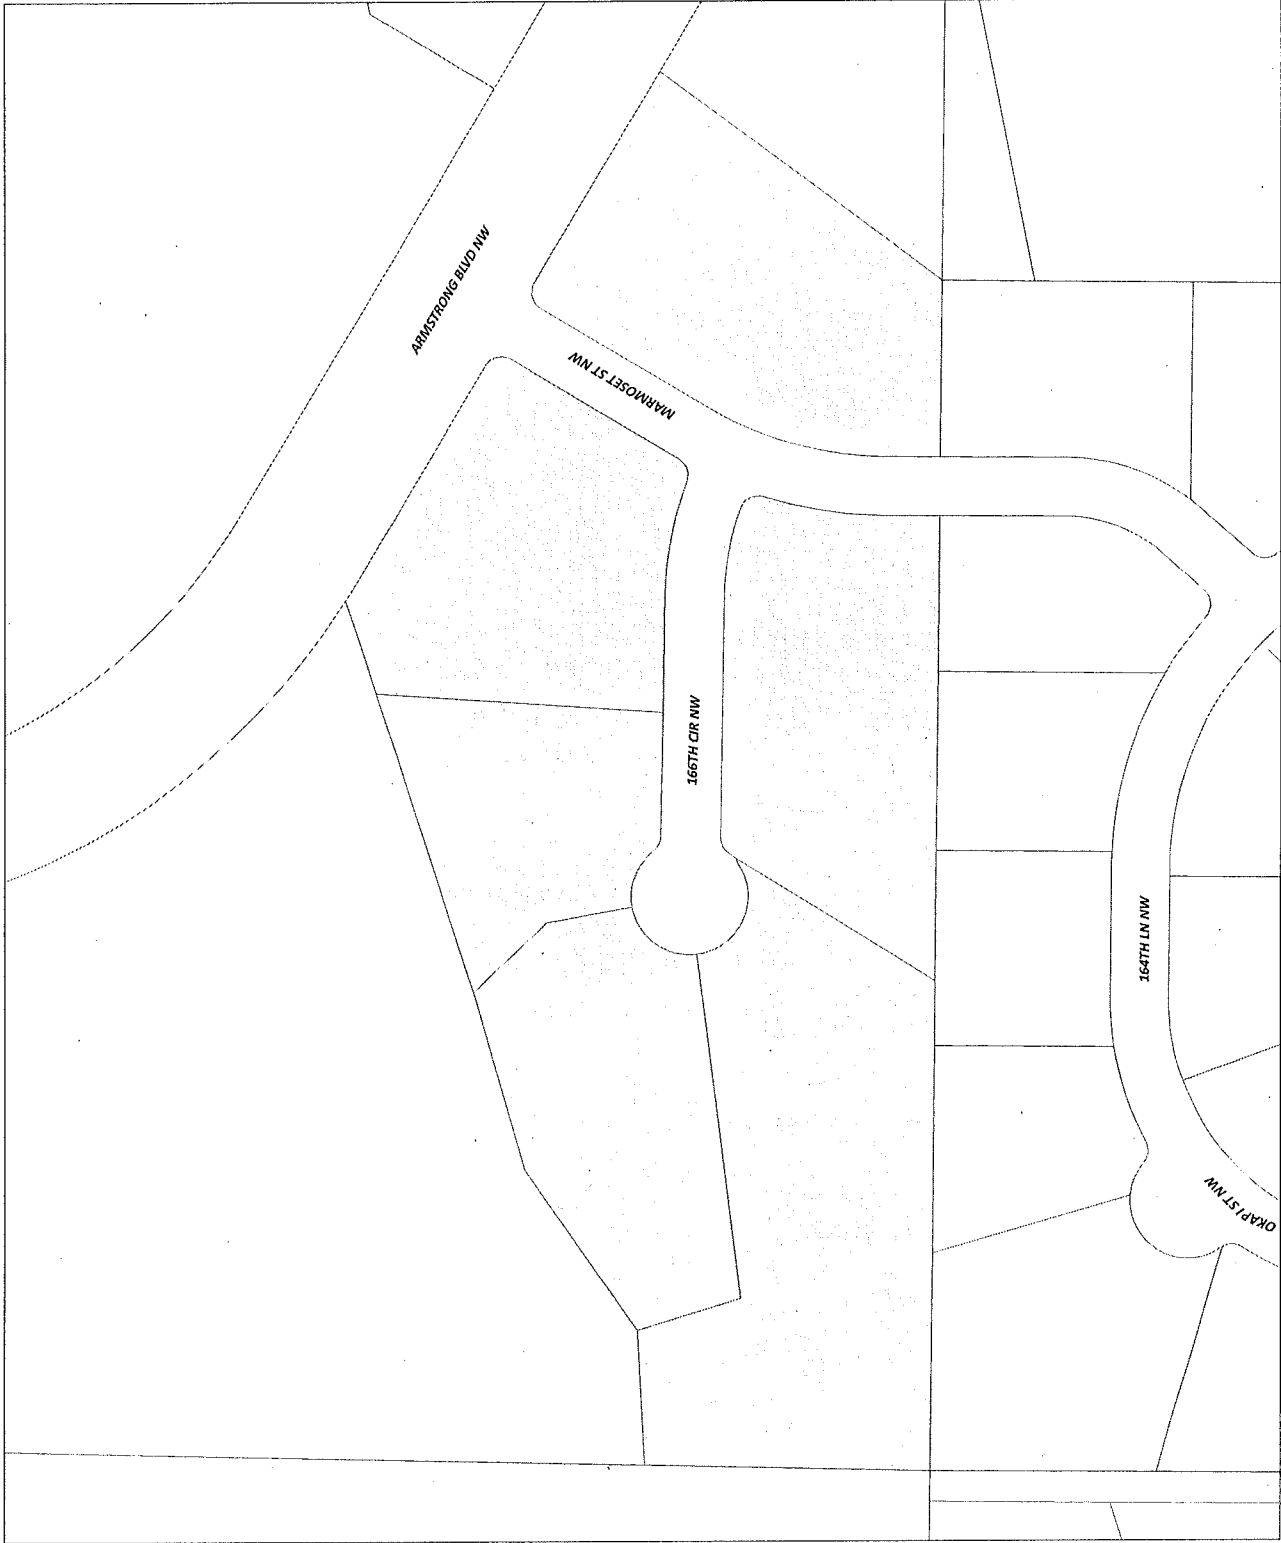 ARMSTRONG BLVD NW
MARMOSET ST NW
166TH CIR NW
164TH LN NW
OKAPI ST NW